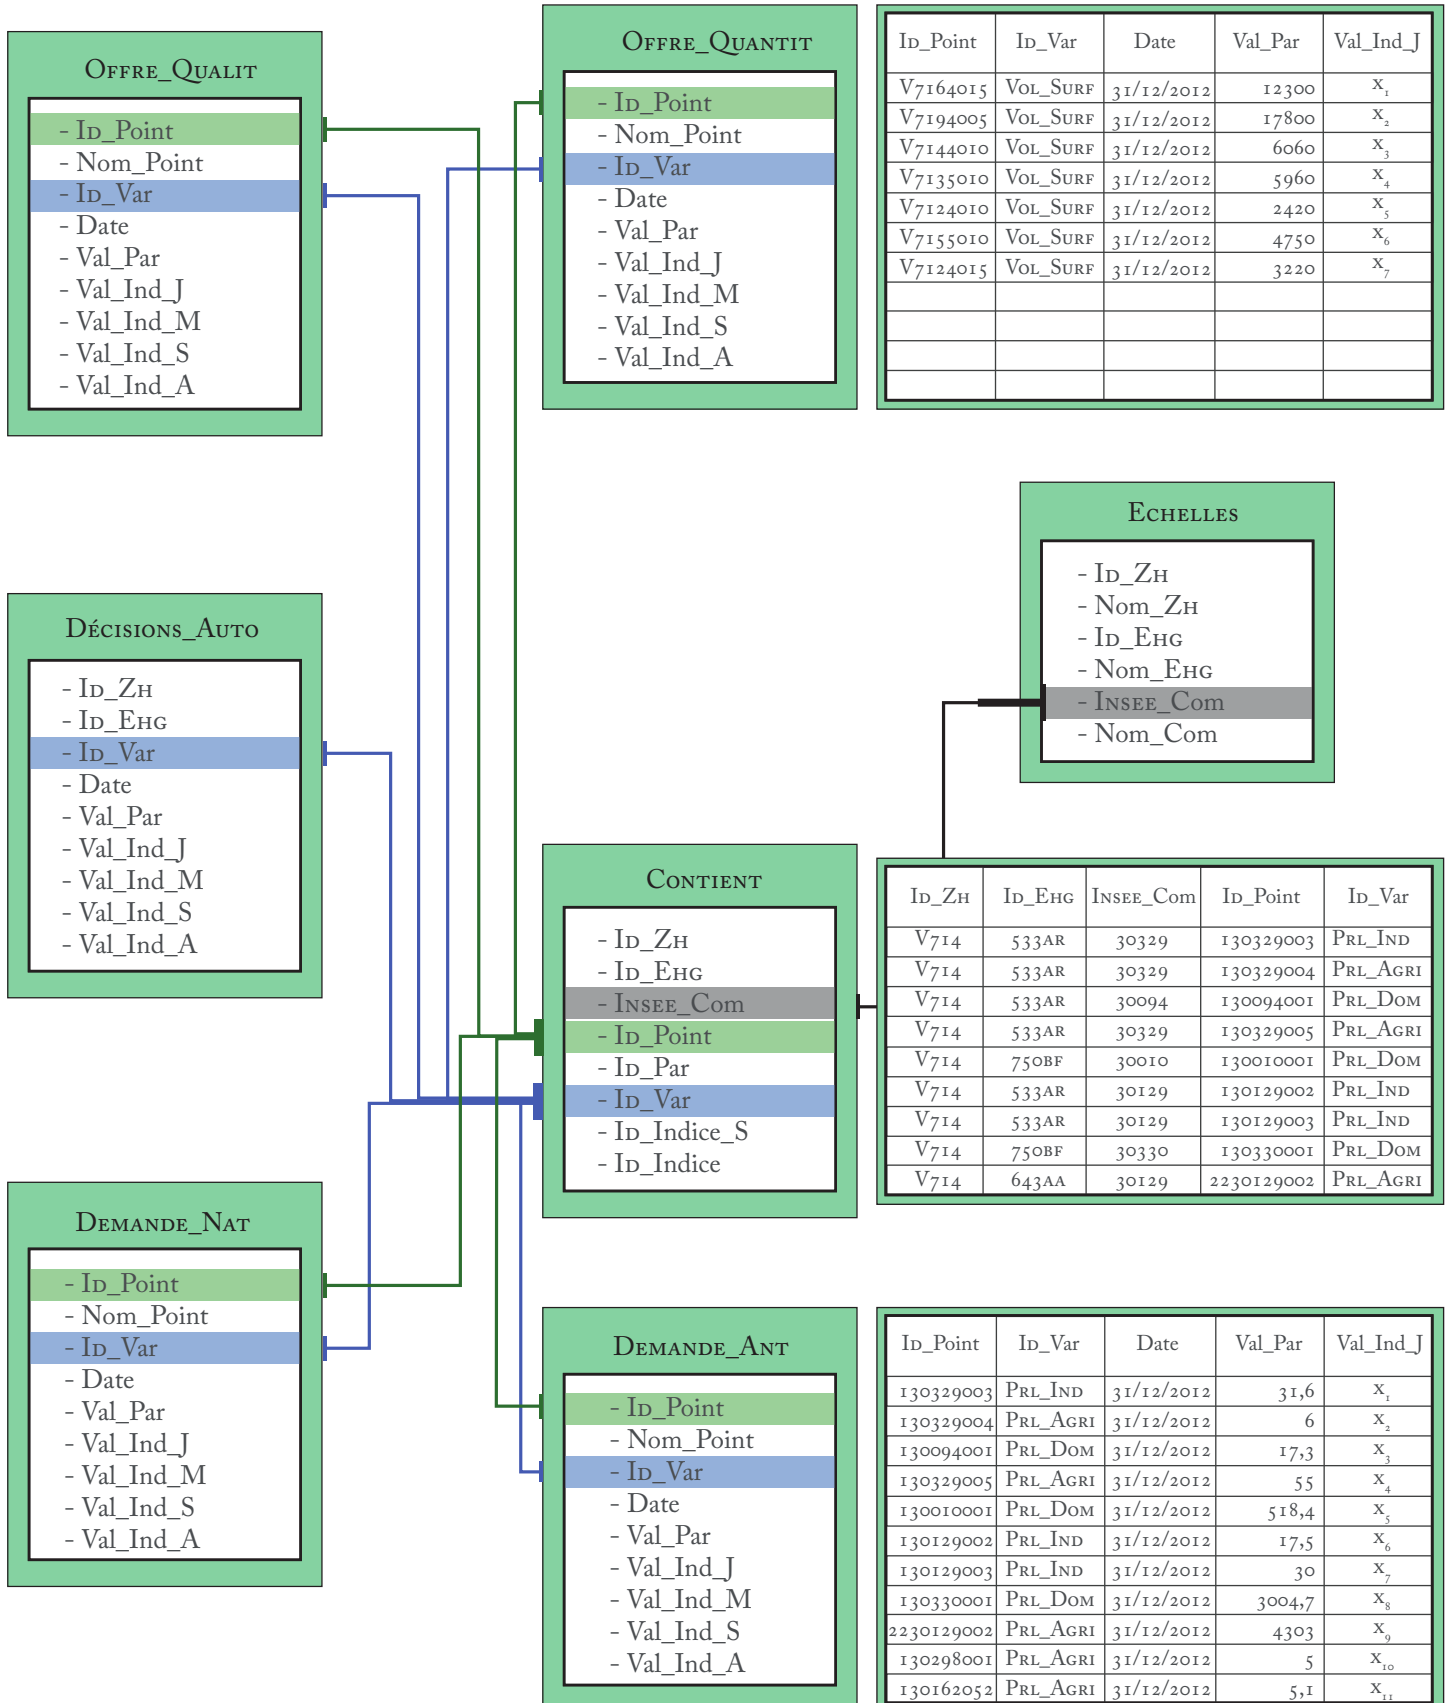 Offre_Qualit
- Id_Point
- Nom_Point
- Id_Var
- Date
- Val_Par
- Val_Ind_J
- Val_Ind_M
- Val_Ind_S
- Val_Ind_A
Offre_Quantit
- Id_Point
- Nom_Point
- Id_Var
- Date
- Val_Par
- Val_Ind_J
- Val_Ind_M
- Val_Ind_S
- Val_Ind_A
Id_Point Id_Var Date Val_Par Val_Ind_J
V7164015 Vol_Surf 31/12/2012 12300 x₁
V7194005 Vol_Surf 31/12/2012 17800 x₂
V7144010 Vol_Surf 31/12/2012 6060 x₃
V7135010 Vol_Surf 31/12/2012 5960 x₄
V7124010 Vol_Surf 31/12/2012 2420 x₅
V7155010 Vol_Surf 31/12/2012 4750 x₆
V7124015 Vol_Surf 31/12/2012 3220 x₇
Echelles
- Id_Zh
- Nom_Zh
- Id_Ehg
- Nom_Ehg
- Insee_Com
- Nom_Com
Décisions_Auto
- Id_Zh
- Id_Ehg
- Id_Var
- Date
- Val_Par
- Val_Ind_J
- Val_Ind_M
- Val_Ind_S
- Val_Ind_A
Contient
- Id_Zh
- Id_Ehg
- Insee_Com
- Id_Point
- Id_Par
- Id_Var
- Id_Indice_S
- Id_Indice
Id_Zh Id_Ehg Insee_Com Id_Point Id_Var
V714 533ar 30329 130329003 Prl_Ind
V714 533ar 30329 130329004 Prl_Agri
V714 533ar 30094 130094001 Prl_Dom
V714 533ar 30329 130329005 Prl_Agri
V714 750bf 30010 130010001 Prl_Dom
V714 533ar 30129 130129002 Prl_Ind
V714 533ar 30129 130129003 Prl_Ind
V714 750bf 30330 130330001 Prl_Dom
V714 643aa 30129 2230129002 Prl_Agri
Demande_Nat
- Id_Point
- Nom_Point
- Id_Var
- Date
- Val_Par
- Val_Ind_J
- Val_Ind_M
- Val_Ind_S
- Val_Ind_A
Demande_Ant
- Id_Point
- Nom_Point
- Id_Var
- Date
- Val_Par
- Val_Ind_J
- Val_Ind_M
- Val_Ind_S
- Val_Ind_A
Id_Point Id_Var Date Val_Par Val_Ind_J
130329003 Prl_Ind 31/12/2012 31,6 x₁
130329004 Prl_Agri 31/12/2012 6 x₂
130094001 Prl_Dom 31/12/2012 17,3 x₃
130329005 Prl_Agri 31/12/2012 55 x₄
130010001 Prl_Dom 31/12/2012 518,4 x₅
130129002 Prl_Ind 31/12/2012 17,5 x₆
130129003 Prl_Ind 31/12/2012 30 x₇
130330001 Prl_Dom 31/12/2012 3004,7 x₈
2230129002 Prl_Agri 31/12/2012 4303 x₉
130298001 Prl_Agri 31/12/2012 5 x₁₀
130162052 Prl_Agri 31/12/2012 5,1 x₁₁